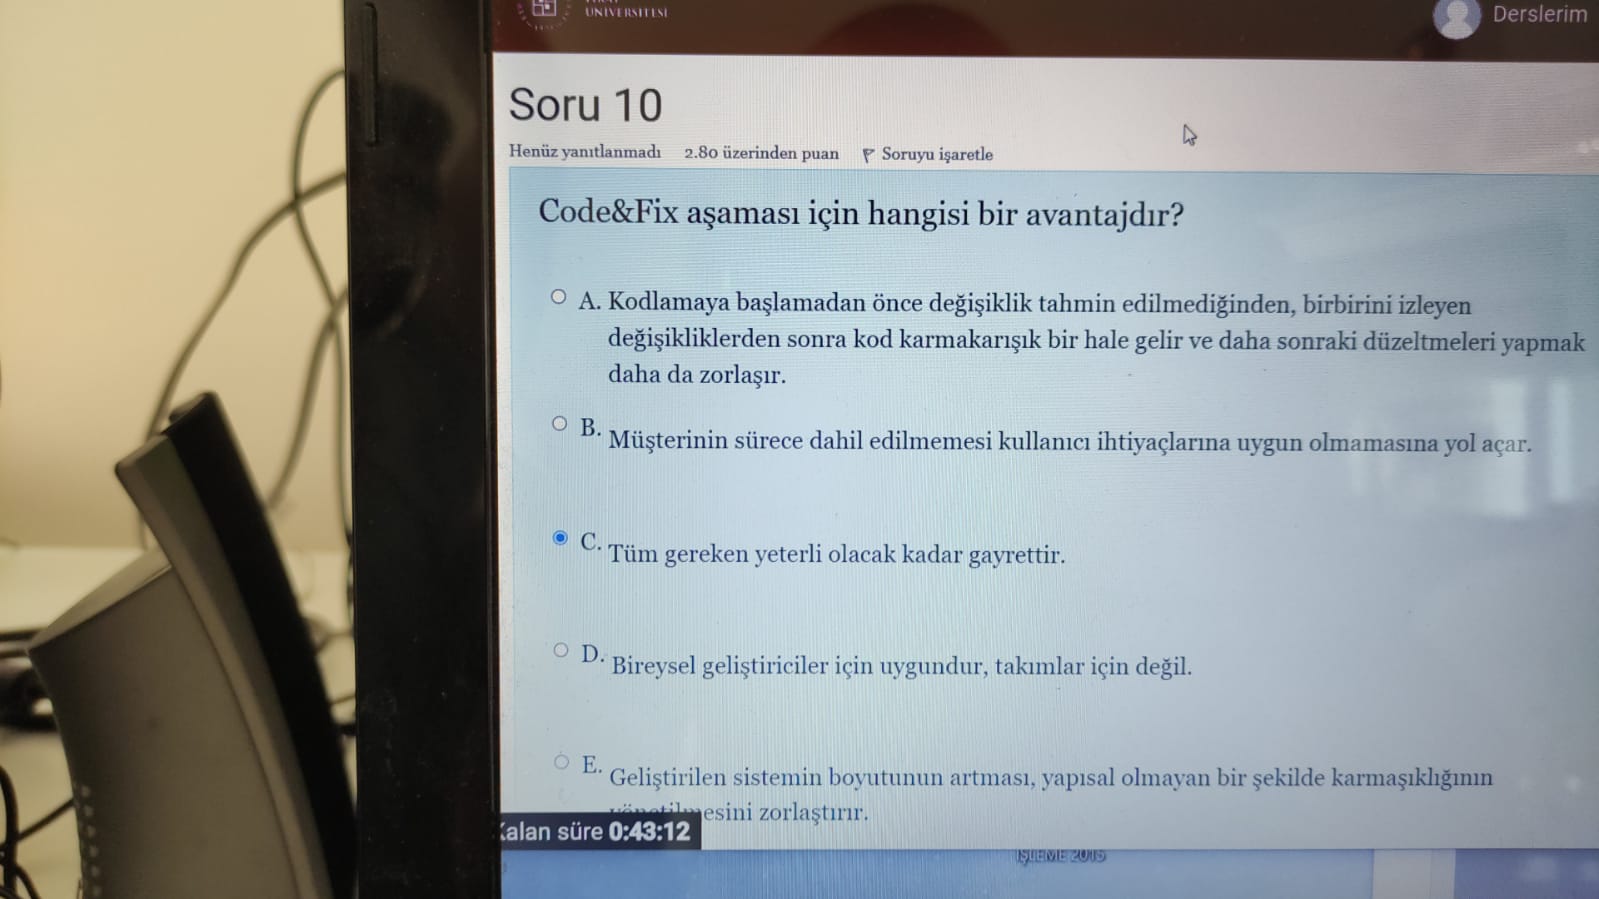 ÜNİVERSİTESİ
Derslerim
Soru 10
Henüz yanıtlanmadı 2.80 üzerinden puan Soruyu işaretle
Code&Fix aşaması için hangisi bir avantajdır?
A. Kodlamaya başlamadan önce değişiklik tahmin edilmediğinden, birbirini izleyen
değişikliklerden sonra kod karmakarışık bir hale gelir ve daha sonraki düzeltmeleri yapmak
daha da zorlaşır.
B. Müşterinin sürece dahil edilmemesi kullanıcı ihtiyaçlarına uygun olmamasına yol açar.
C. Tüm gereken yeterli olacak kadar gayrettir.
D. Bireysel geliştiriciler için uygundur, takımlar için değil.
E. Geliştirilen sistemin boyutunun artması, yapısal olmayan bir şekilde karmaşıklığının
yönetilmesini zorlaştırır.
Kalan süre 0:43:12
İŞLEME 2015